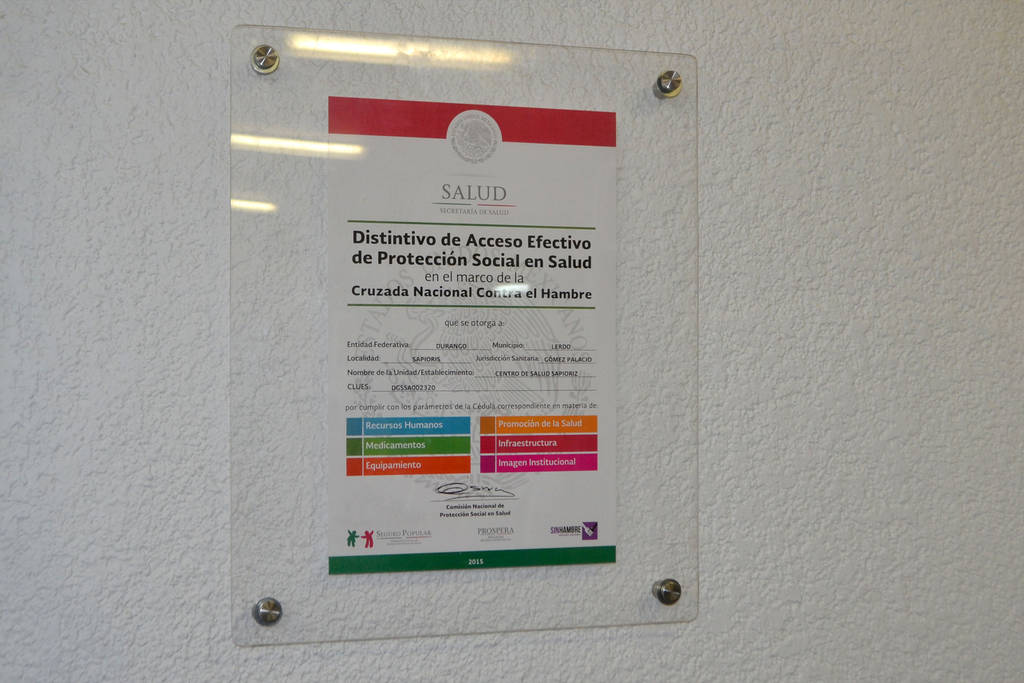 SALUD
SECRETARÍA DE SALUD
Distintivo de Acceso Efectivo
de Protección Social en Salud
en el marco de la
Cruzada Nacional Contra el Hambre
que se otorga a:
Entidad Federativa: DURANGO Municipio: LERDO
Localidad: SAPIORIS Jurisdicción Sanitaria: GÓMEZ PALACIO
Nombre de la Unidad/Establecimiento: CENTRO DE SALUD SAPIORIZ
CLUES: DGSSA002320
por cumplir con los parámetros de la Cédula correspondiente en materia de:
Recursos Humanos Promoción de la Salud
Medicamentos Infraestructura
Equipamiento Imagen Institucional
Comisión Nacional de
Protección Social en Salud
SEGURO POPULAR PROSPERA SINHAMBRE
2015